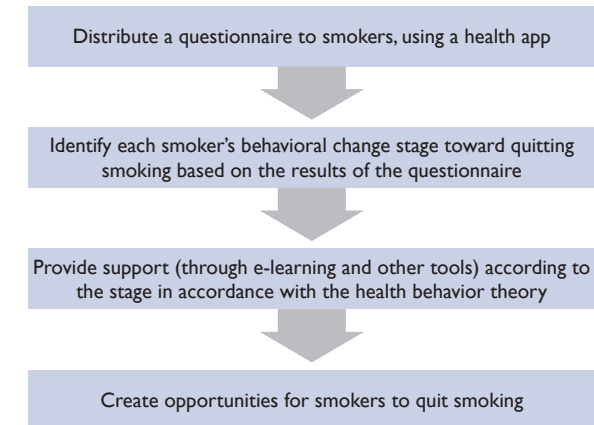 Distribute a questionnaire to smokers, using a health app
Identify each smoker's behavioral change stage toward quitting
smoking based on the results of the questionnaire
Provide support (through e-learning and other tools) according to
the stage in accordance with the health behavior theory
Create opportunities for smokers to quit smoking